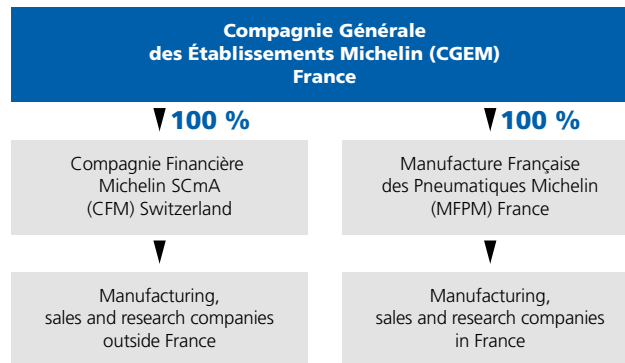 Compagnie Générale
des Établissements Michelin (CGEM)
France
100 %
100 %
Compagnie Financière
Michelin SCmA
(CFM) Switzerland
Manufacture Française
des Pneumatiques Michelin
(MFPM) France
Manufacturing,
sales and research companies
outside France
Manufacturing,
sales and research companies
in France